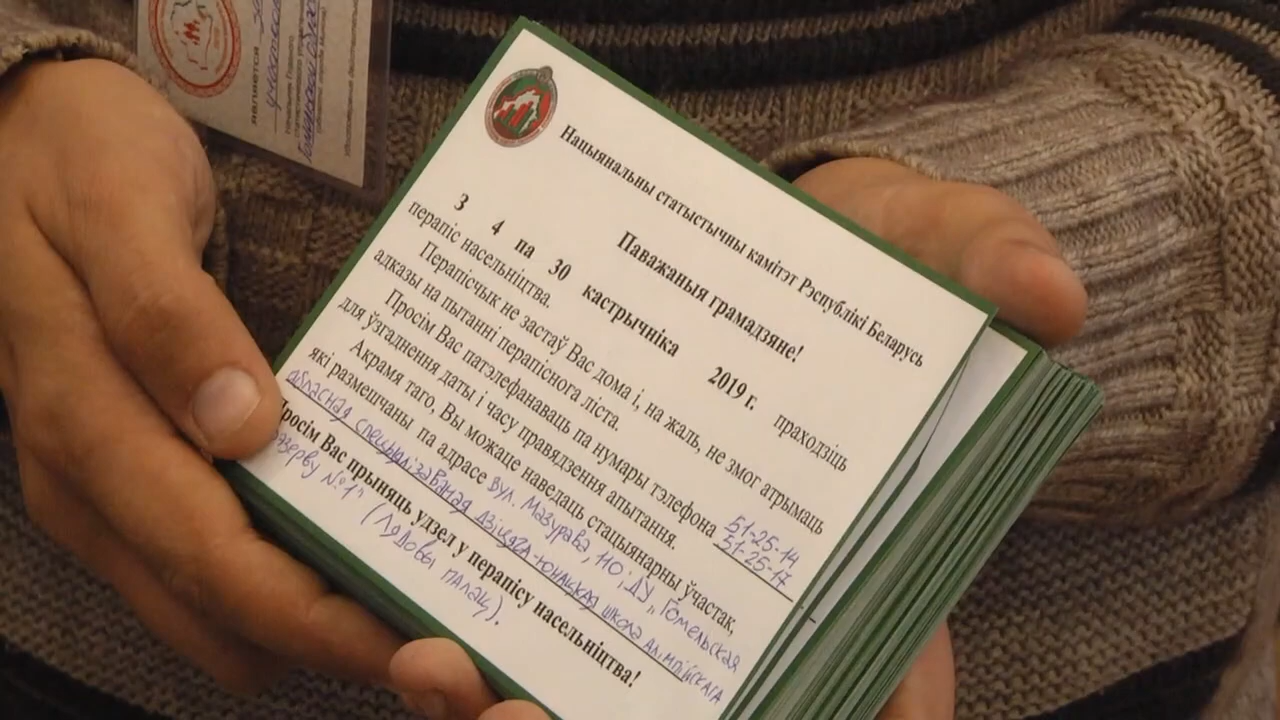 Нацыянальны статыстычны камітэт Рэспублікі Беларусь
Паважаныя грамадзяне!
З 4 па 30 кастрычніка 2019 г. праходзіць
перапіс насельніцтва.
Перапісчык не застаў Вас дома і, на жаль, не змог атрымаць
адказы на пытанні перапіснога ліста.
Просім Вас патэлефанаваць па нумары тэлефона 51-25-14
51-25-17
для ўзгаднення даты і часу правядзення апытання.
Акрамя таго, Вы можаце наведаць стацыянарны ўчастак,
які размешчаны па адрасе вул. Мазурава, 110, ДУ „Гомельская
абласная спецыялізаваная дзіцяча-юнацкая школа алімпійскага
рэзерву №1"
(Лядовы палац).
Просім Вас прыняць удзел у перапісу насельніцтва!